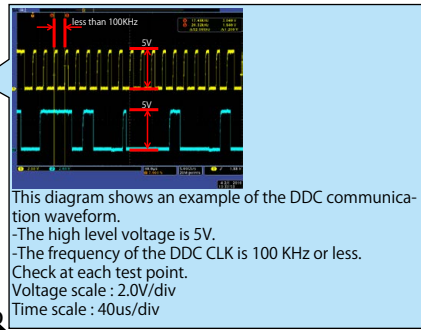 less than 100KHz
5V
5V
This diagram shows an example of the DDC communica-
tion waveform.
-The high level voltage is 5V.
-The frequency of the DDC CLK is 100 KHz or less.
Check at each test point.
Voltage scale : 2.0V/div
Time scale : 40us/div